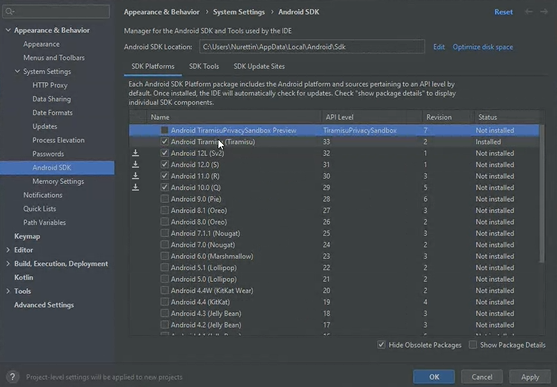 Appearance & Behavior > System Settings > Android SDK
Reset
Manager for the Android SDK and Tools used by the IDE
Android SDK Location: C:\Users\Nurettin\AppData\Local\Android\Sdk Edit Optimize disk space
SDK Platforms SDK Tools SDK Update Sites
Each Android SDK Platform package includes the Android platform and sources pertaining to an API level by
default. Once installed, the IDE will automatically check for updates. Check "show package details" to
display individual SDK components.
Name API Level Revision Status
Android TiramisuPrivacySandbox Preview TiramisuPrivacySandbox 7 Not installed
Android Tiramisu (Tiramisu) 33 2 Installed
Android 12L (Sv2) 32 1 Not installed
Android 12.0 (S) 31 1 Not installed
Android 11.0 (R) 30 3 Not installed
Android 10.0 (Q) 29 5 Not installed
Android 9.0 (Pie) 28 6 Not installed
Android 8.1 (Oreo) 27 3 Not installed
Android 8.0 (Oreo) 26 2 Not installed
Android 7.1.1 (Nougat) 25 3 Not installed
Android 7.0 (Nougat) 24 2 Not installed
Android 6.0 (Marshmallow) 23 3 Not installed
Android 5.1 (Lollipop) 22 2 Not installed
Android 5.0 (Lollipop) 21 2 Not installed
Android 4.4W (KitKat Wear) 20 2 Not installed
Android 4.4 (KitKat) 19 4 Not installed
Android 4.3 (Jelly Bean) 18 3 Not installed
Android 4.2 (Jelly Bean) 17 3 Not installed
Hide Obsolete Packages Show Package Details
Appearance & Behavior
Appearance
Menus and Toolbars
System Settings
HTTP Proxy
Data Sharing
Date Formats
Updates
Process Elevation
Passwords
Android SDK
Memory Settings
Notifications
Quick Lists
Path Variables
Keymap
Editor
Build, Execution, Deployment
Kotlin
Tools
Advanced Settings
? Project-level settings will be applied to new projects
OK Cancel Apply